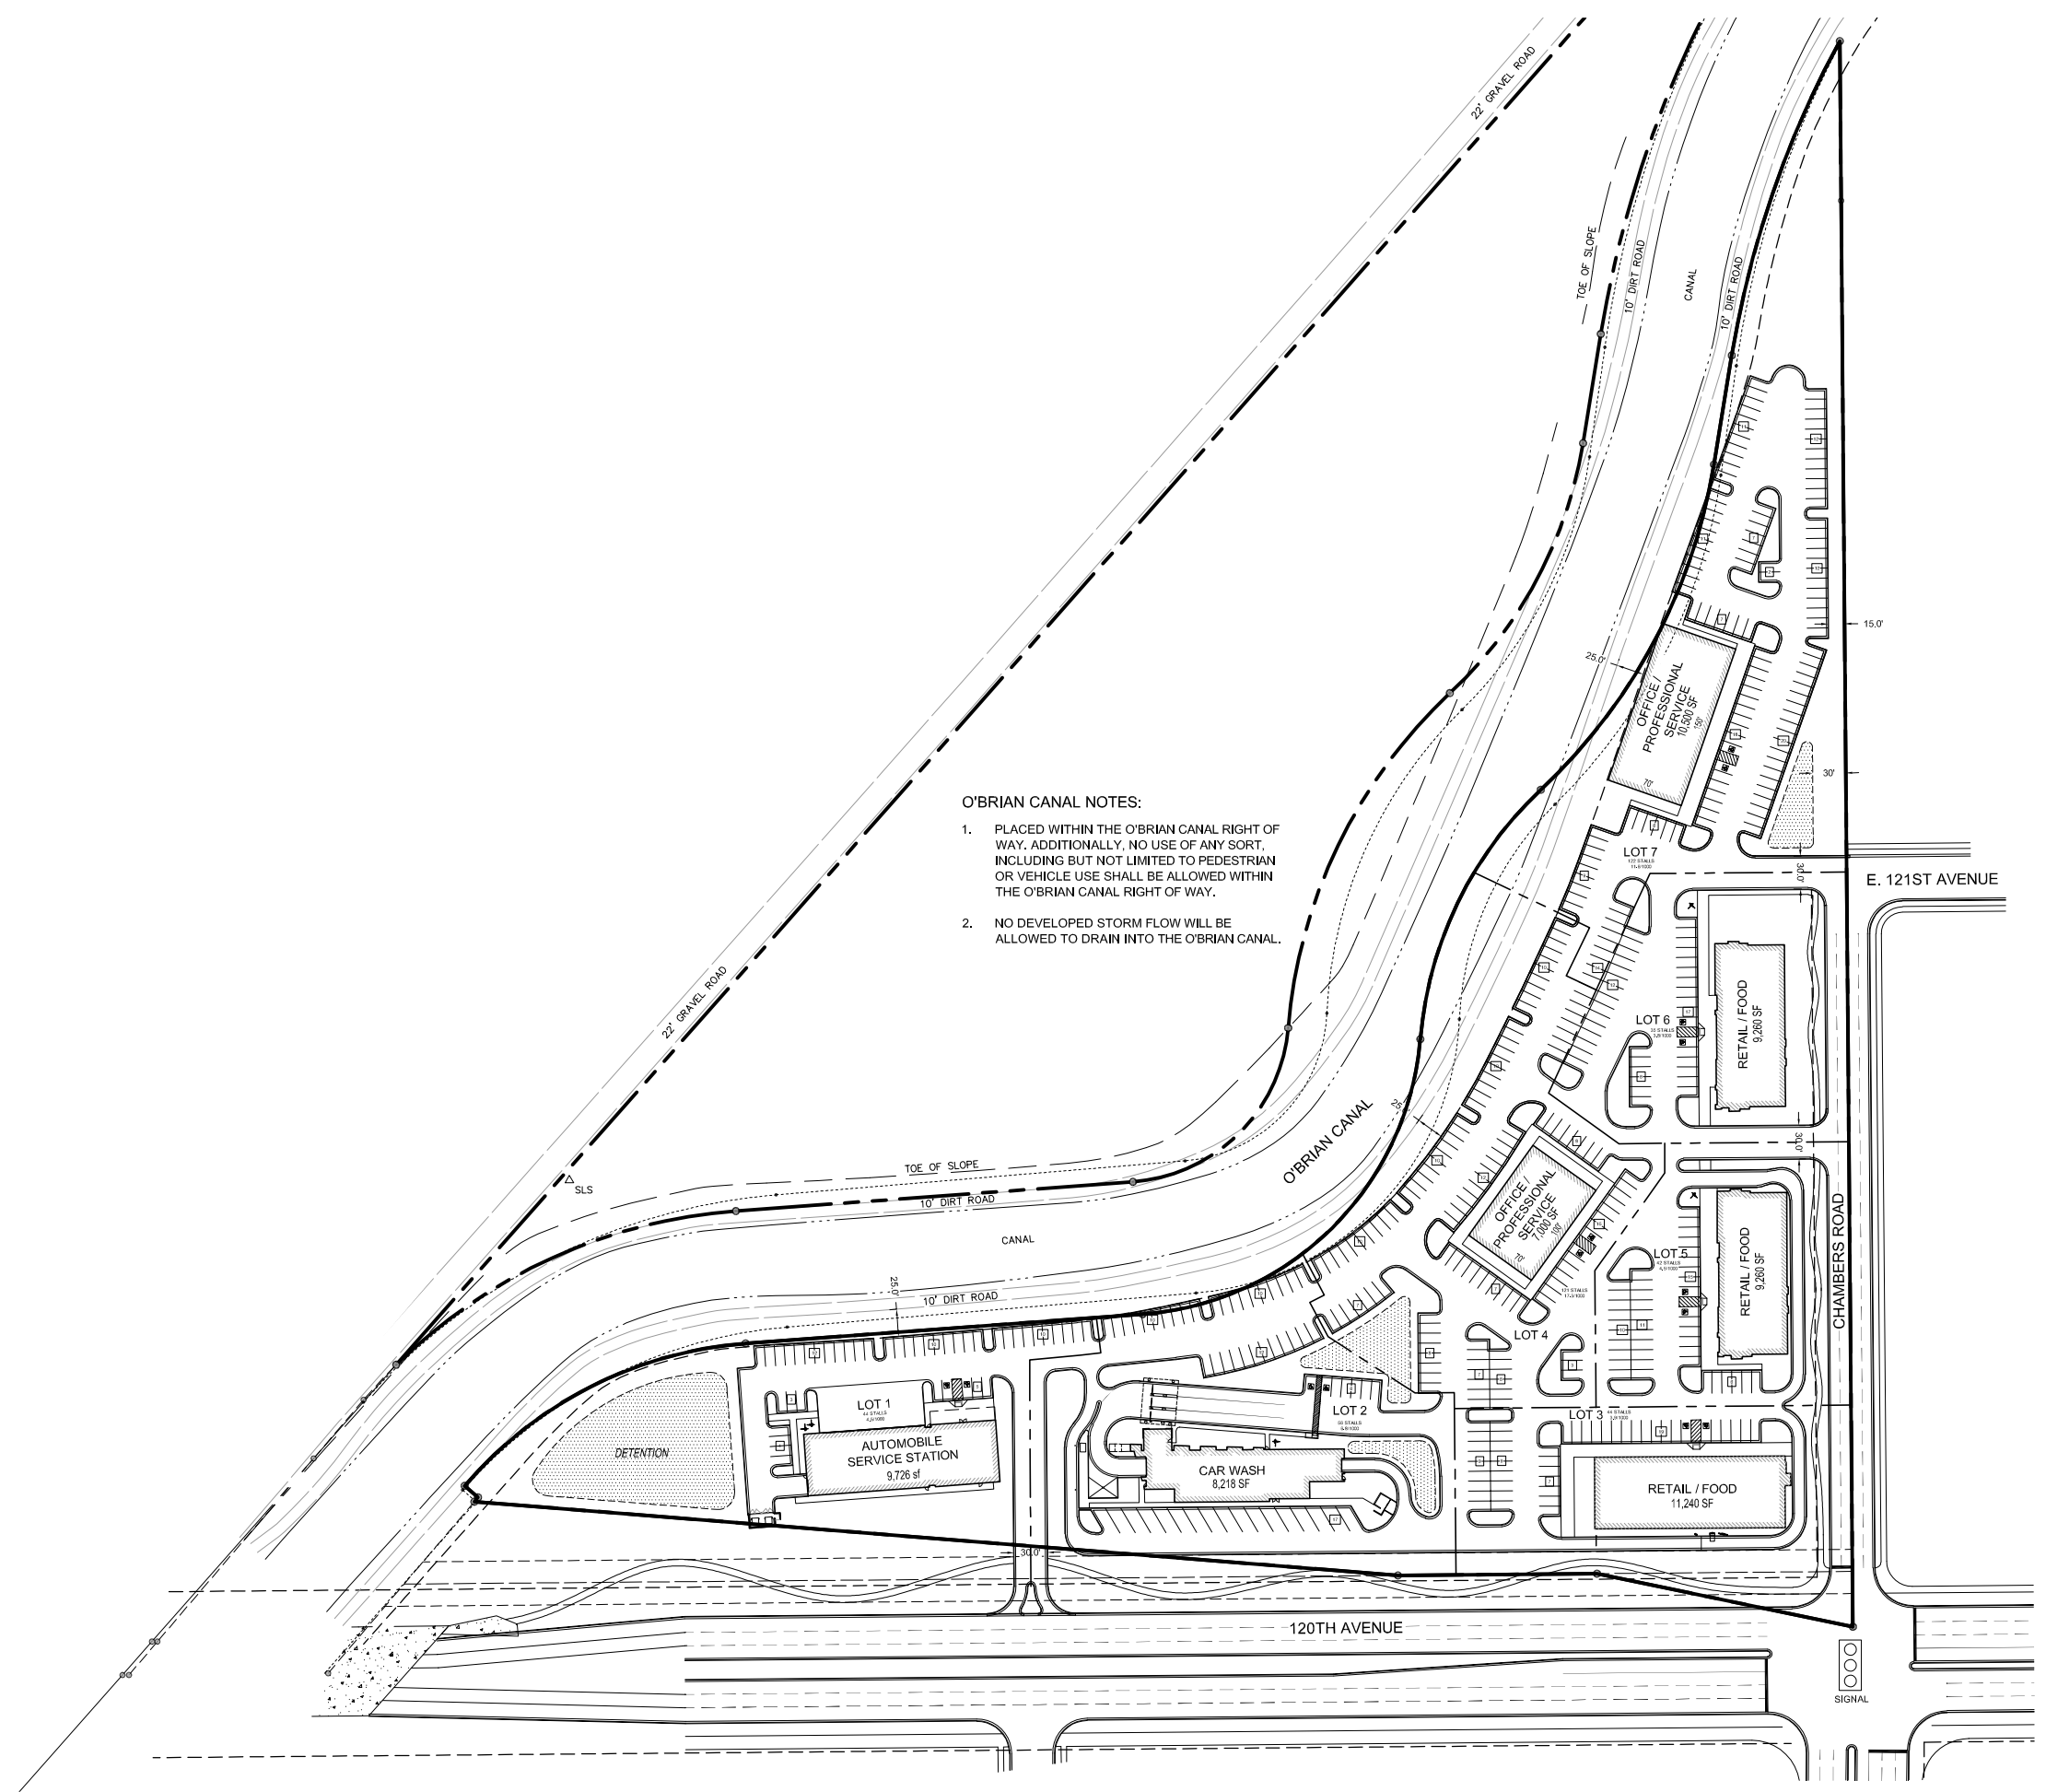 22' GRAVEL ROAD
TOE OF SLOPE
10' DIRT ROAD
CANAL
10' DIRT ROAD
15.0'
25.0'
OFFICE /
PROFESSIONAL
SERVICE
10,500 SF
150'
70'
30'
O'BRIAN CANAL NOTES:
1. PLACED WITHIN THE O'BRIAN CANAL RIGHT OF
WAY. ADDITIONALLY, NO USE OF ANY SORT,
INCLUDING BUT NOT LIMITED TO PEDESTRIAN
OR VEHICLE USE SHALL BE ALLOWED WITHIN
THE O'BRIAN CANAL RIGHT OF WAY.
2. NO DEVELOPED STORM FLOW WILL BE
ALLOWED TO DRAIN INTO THE O'BRIAN CANAL.
LOT 7
30.0'
E. 121ST AVENUE
22' GRAVEL ROAD
LOT 6
RETAIL / FOOD
9,260 SF
30.0'
O'BRIAN CANAL
TOE OF SLOPE
SLS
10' DIRT ROAD
CANAL
25.0'
10' DIRT ROAD
OFFICE /
PROFESSIONAL
SERVICE
7,000 SF
100'
70'
LOT 5
42 STALLS
RETAIL / FOOD
9,260 SF
CHAMBERS ROAD
LOT 4
LOT 1
44 STALLS
AUTOMOBILE
SERVICE STATION
9,726 sf
DETENTION
LOT 2
50 STALLS
CAR WASH
8,218 SF
LOT 3
44 STALLS
RETAIL / FOOD
11,240 SF
30.0'
120TH AVENUE
SIGNAL